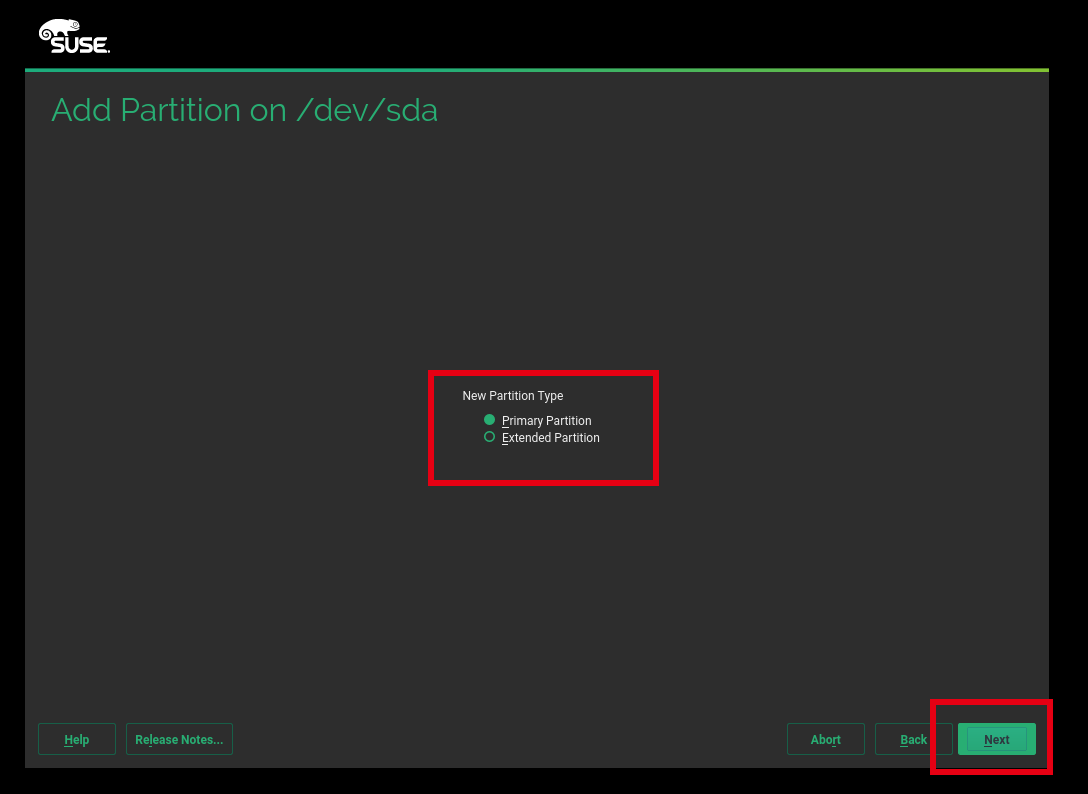 SUSE.
Add Partition on /dev/sda
New Partition Type
Primary Partition
Extended Partition
Help Release Notes... Abort Back Next